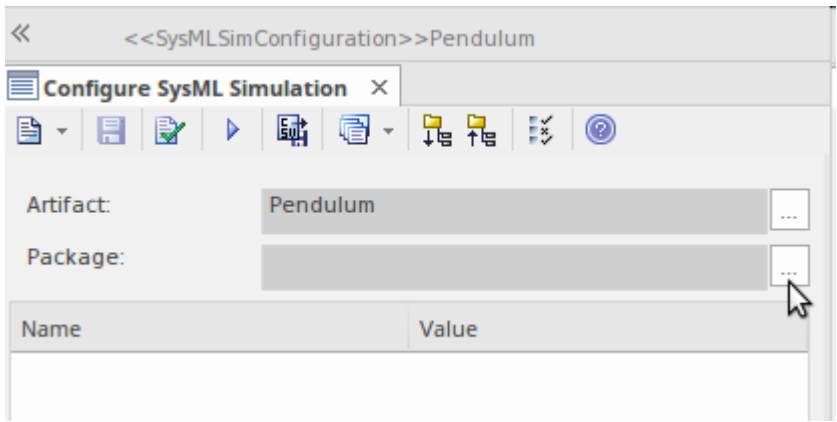 <<SysMLSimConfiguration>>Pendulum
Configure SysML Simulation
Artifact: Pendulum ...
Package: ...
Name Value